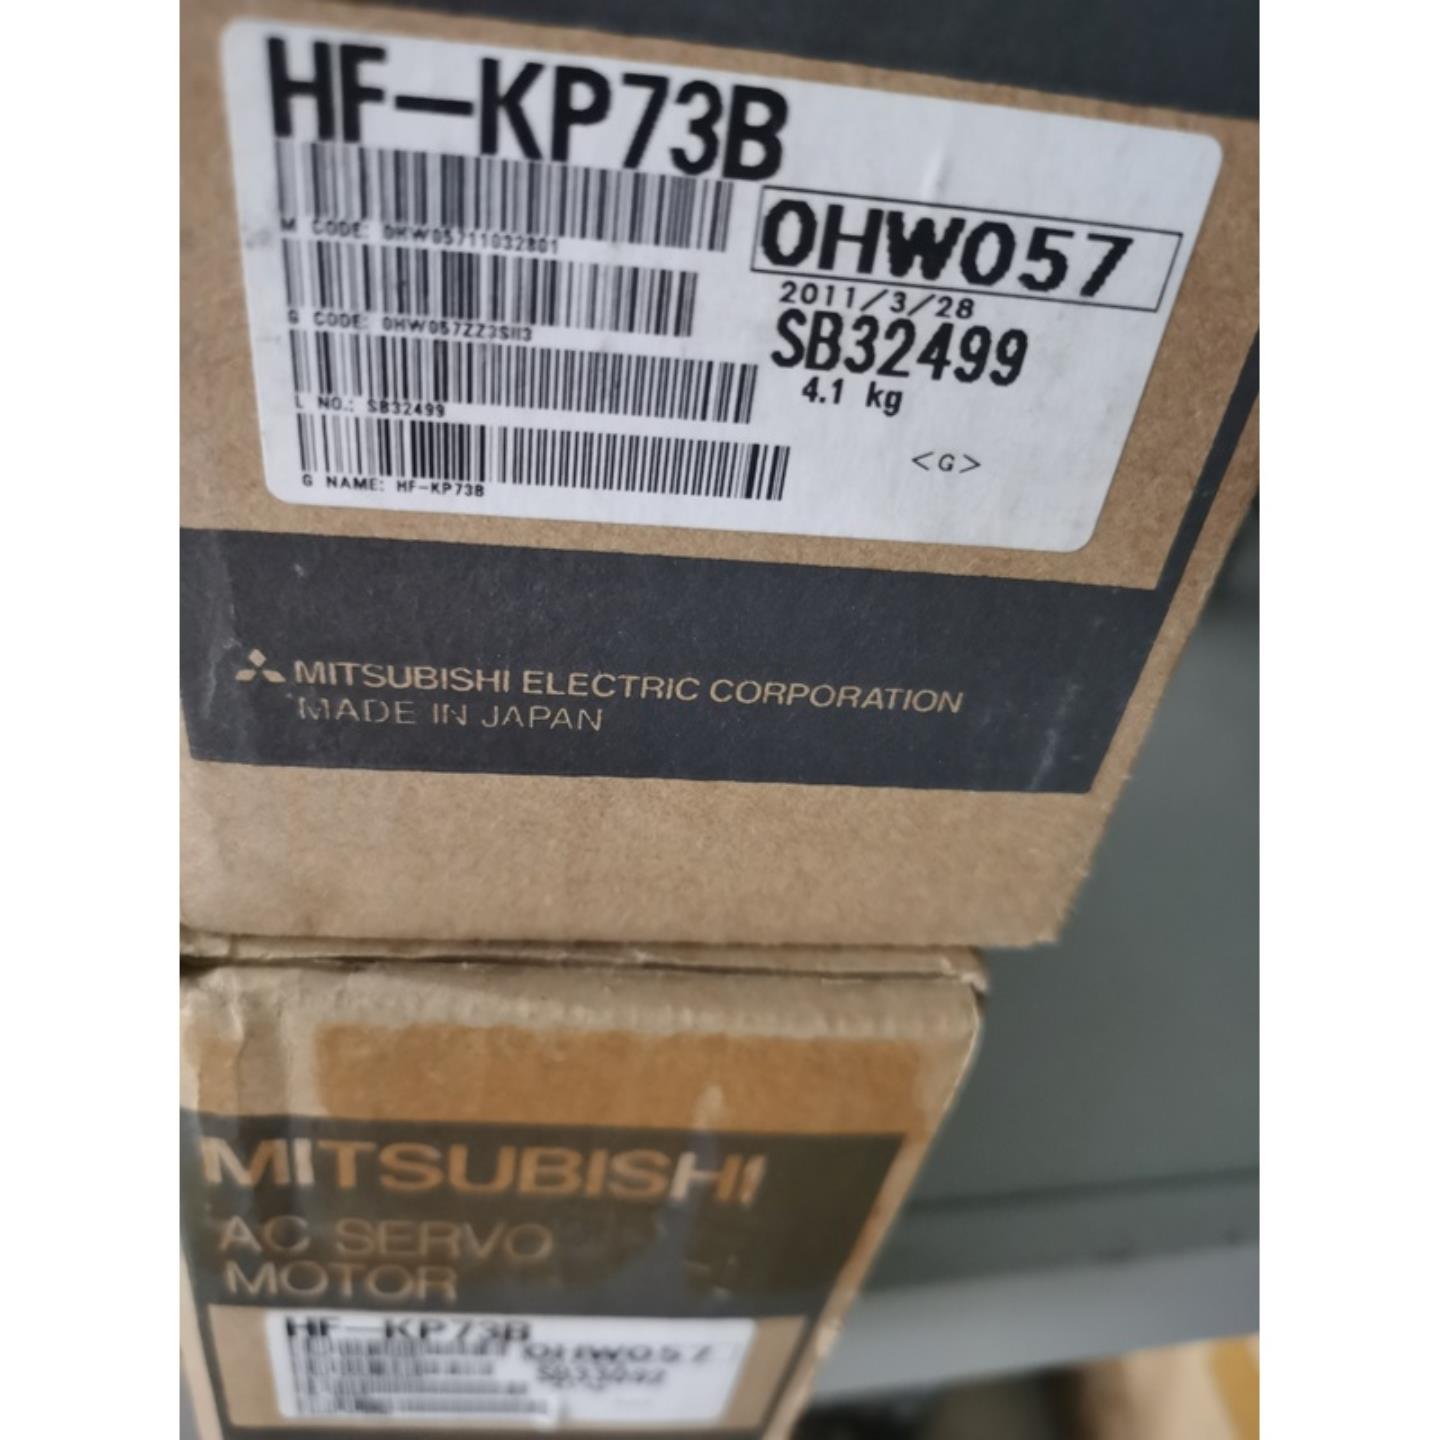 HF-KP73B
M CODE: 0HW05711032801
0HW057
2011/3/28
G CODE: 0HW057ZZ3SII3
SB32499
4.1 kg
L NO.: SB32499
<G>
G NAME: HF-KP73B
MITSUBISHI ELECTRIC CORPORATION
MADE IN JAPAN
MITSUBISHI
AC SERVO
MOTOR
HF-KP73B
0HW057